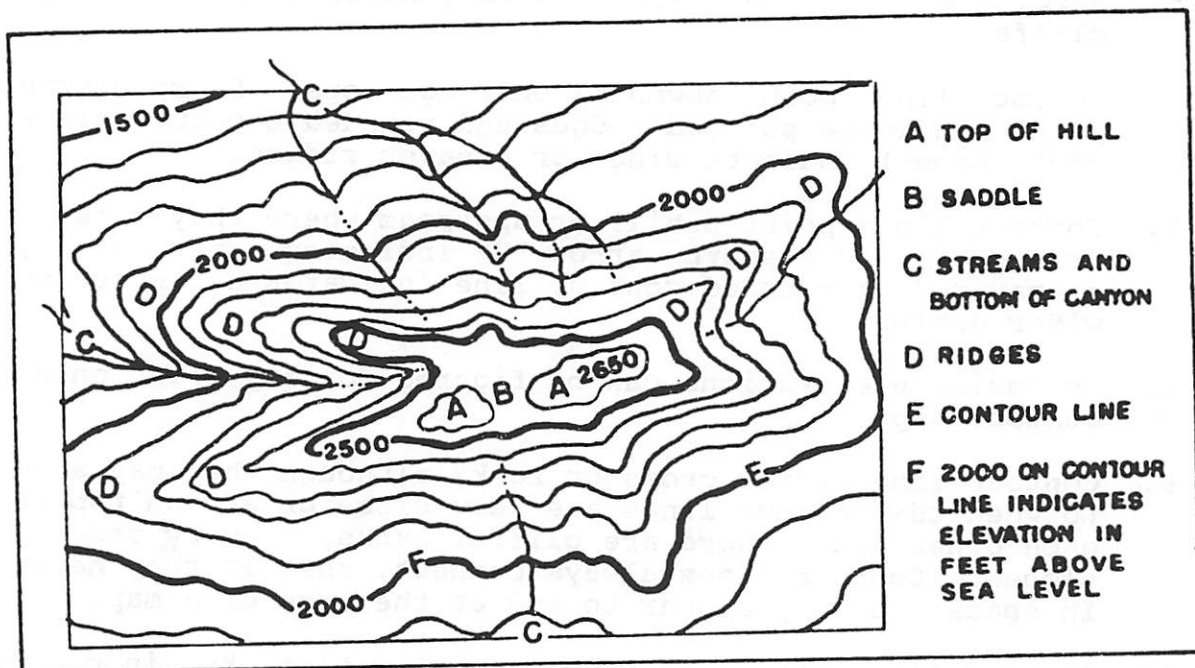 cliffs
C
1500
A TOP OF HILL
2000
D
B SADDLE
2000
D
D
C STREAMS AND
BOTTOM OF CANYON
D
D
C
D
D RIDGES
A 2650
B
A
E CONTOUR LINE
2500
D
D
E
F 2000 ON CONTOUR
LINE INDICATES
ELEVATION IN
FEET ABOVE
SEA LEVEL
F
2000
C